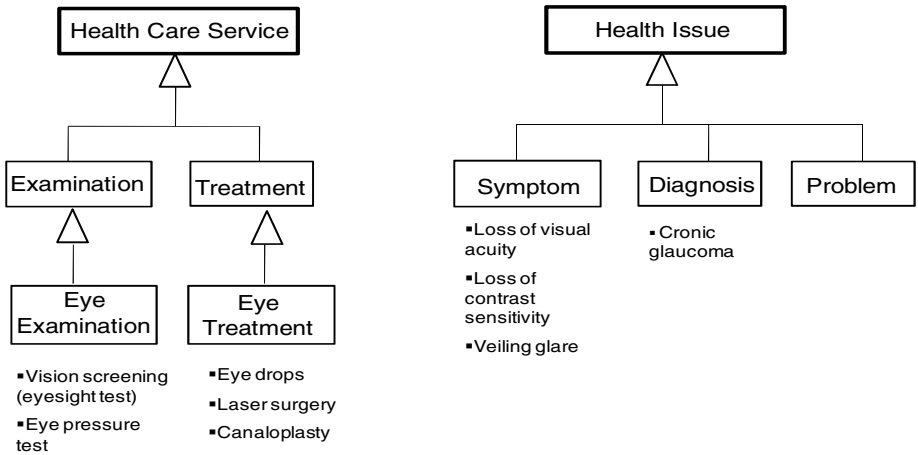 Health Care Service
Health Issue
Examination
Treatment
Symptom
Diagnosis
Problem
▪Loss of visual
acuity
▪Loss of
contrast
sensitivity
▪Veiling glare
▪Cronic
glaucoma
Eye
Examination
Eye
Treatment
▪Vision screening
(eyesight test)
▪Eye pressure
test
▪Eye drops
▪Laser surgery
▪Canaloplasty